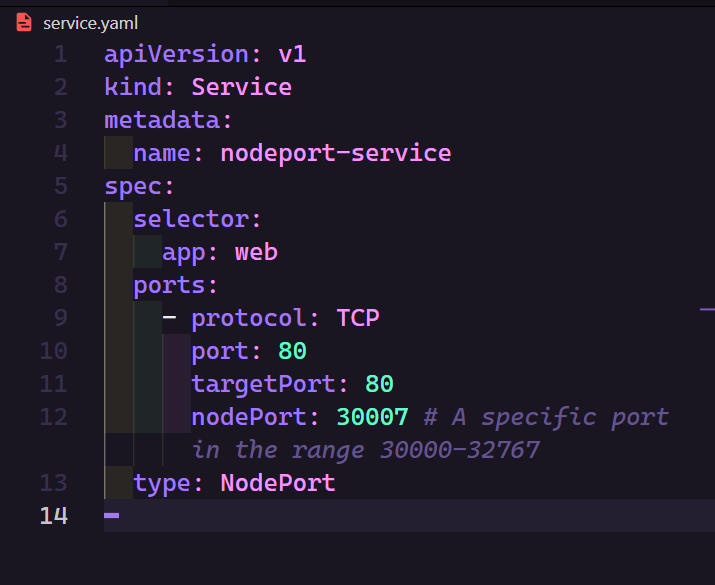 service.yaml
1 apiVersion: v1
2 kind: Service
3 metadata:
4   name: nodeport-service
5 spec:
6   selector:
7     app: web
8   ports:
9     - protocol: TCP
10       port: 80
11       targetPort: 80
12       nodePort: 30007 # A specific port
in the range 30000-32767
13   type: NodePort
14